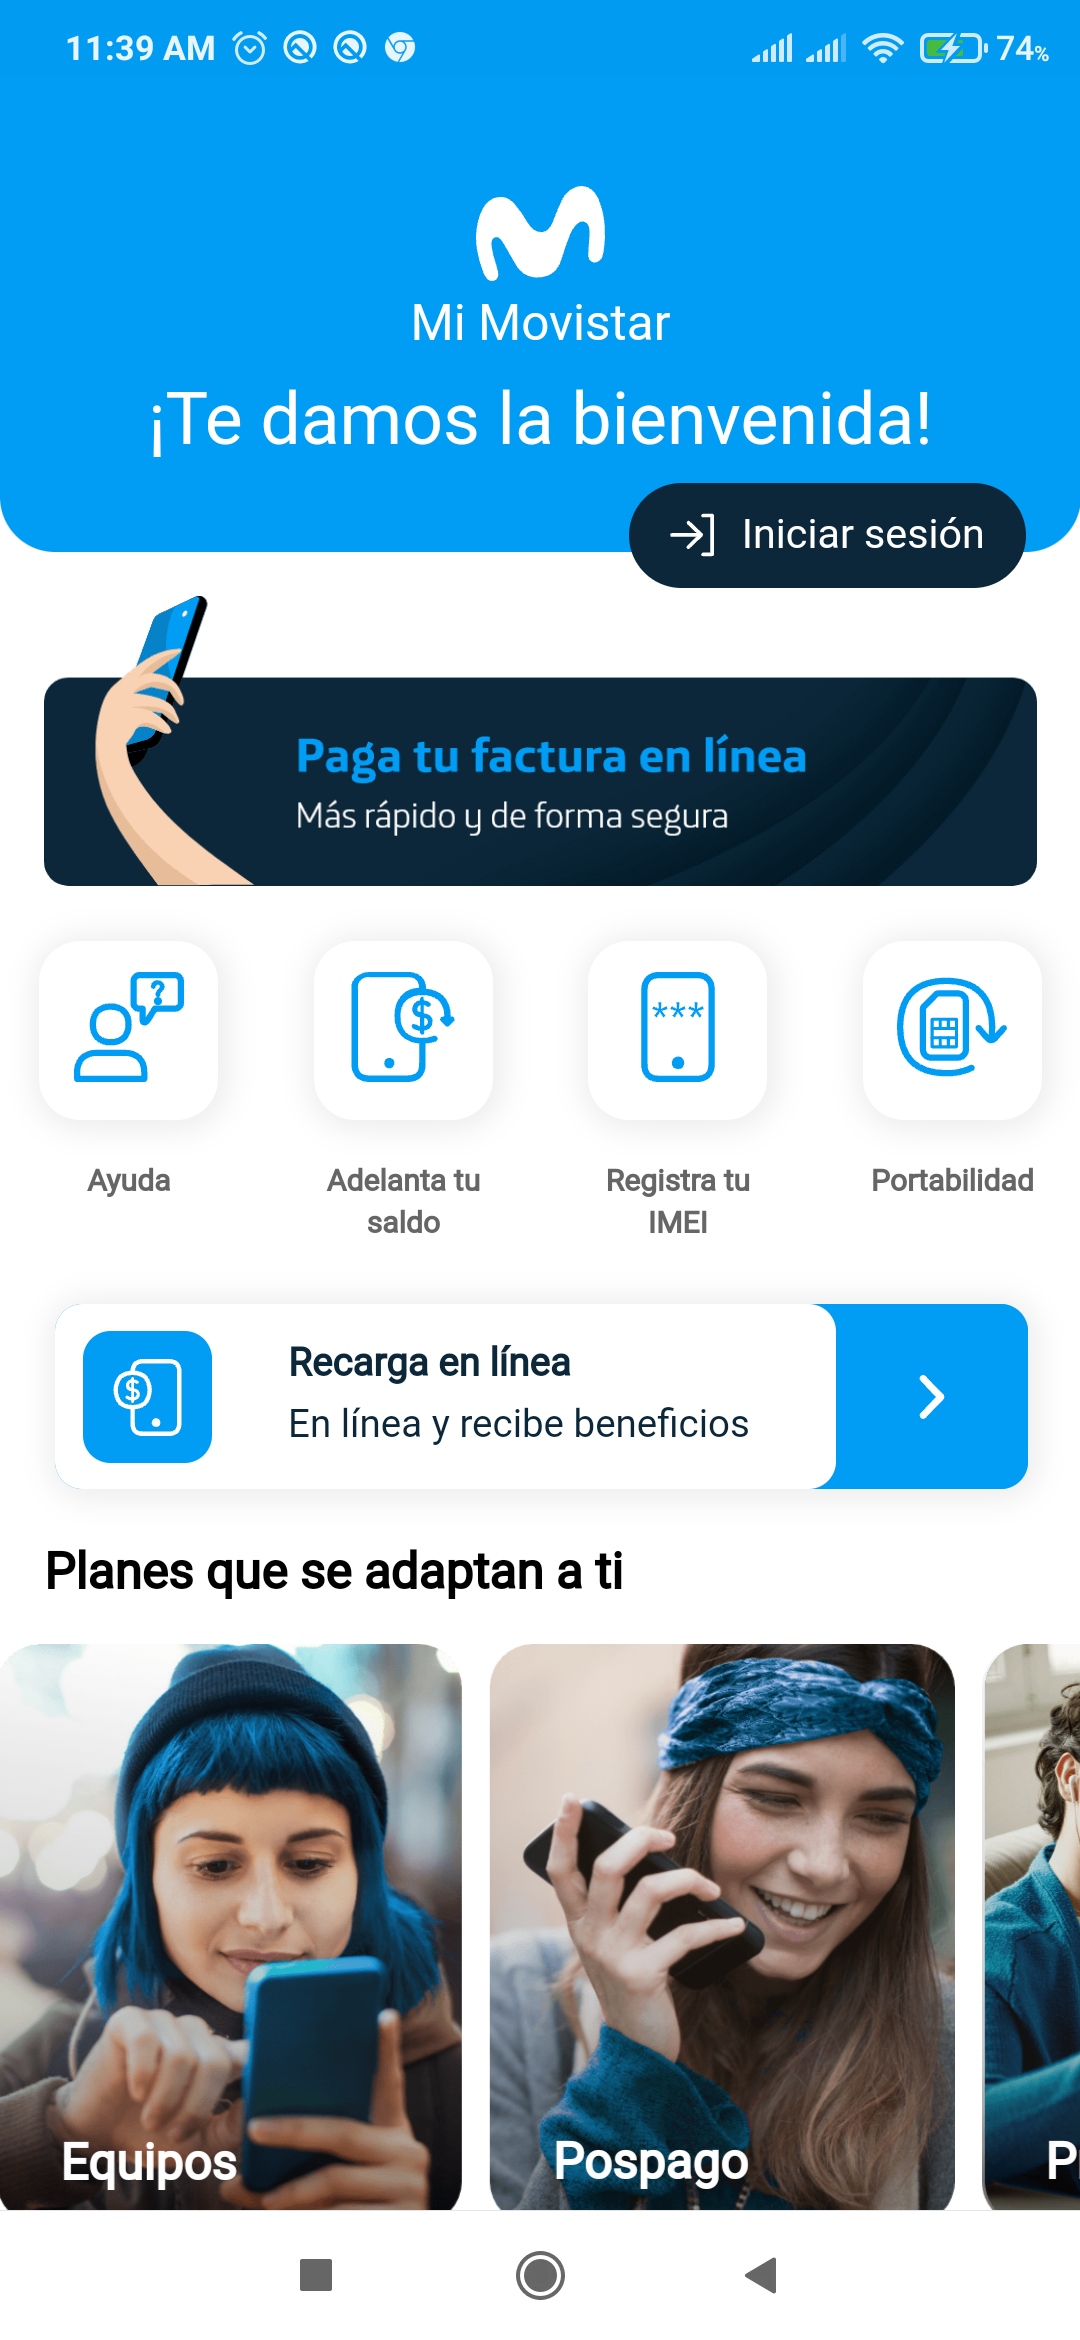 11:39 AM
74%
Mi Movistar
¡Te damos la bienvenida!
Iniciar sesión
Paga tu factura en línea
Más rápido y de forma segura
?
$
***
Ayuda
Adelanta tu
saldo
Registra tu
IMEI
Portabilidad
$
Recarga en línea
En línea y recibe beneficios
Planes que se adaptan a ti
Equipos
Pospago